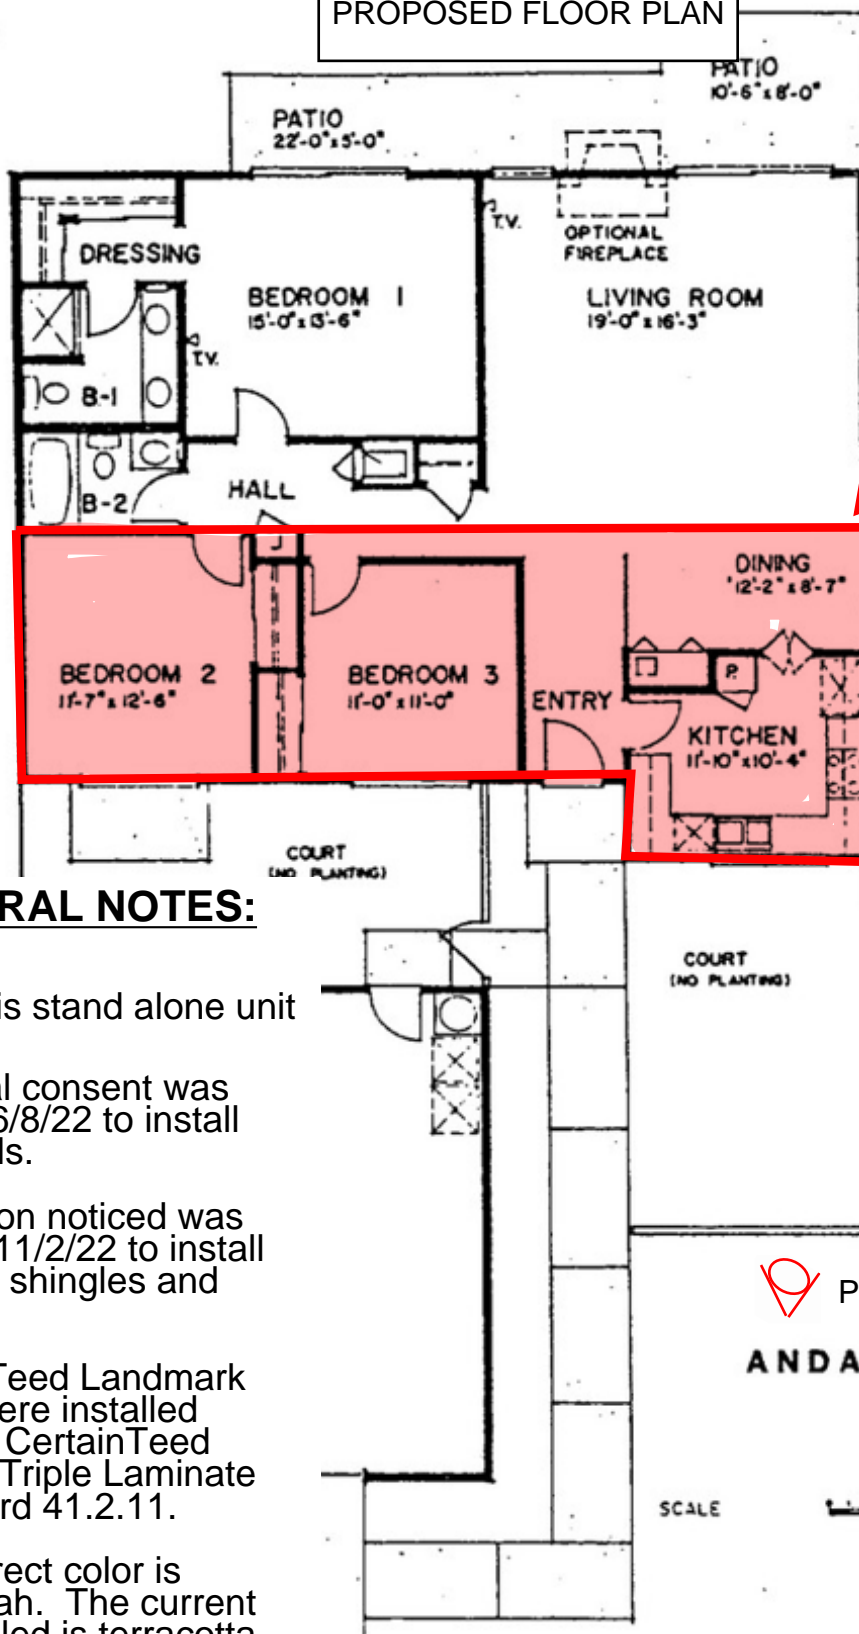 PROPOSED FLOOR PLAN
PATIO
10'-6" x 8'-0"
PATIO
22'-0" x 5'-0"
T.V.
OPTIONAL
FIREPLACE
DRESSING
BEDROOM 1
15'-0" x 13'-6"
LIVING ROOM
19'-0" x 16'-3"
T.V.
B-1
HALL
B-2
DINING
12'-2" x 8'-7"
BEDROOM 2
11'-7" x 12'-6"
BEDROOM 3
11'-0" x 11'-0"
P.
ENTRY
KITCHEN
11'-10" x 10'-4"
COURT
(NO PLANTING)
COURT
(NO PLANTING)
RAL NOTES:
is stand alone unit
al consent was
6/8/22 to install
ls.
on noticed was
11/2/22 to install
shingles and
Teed Landmark
ere installed
CertainTeed
Triple Laminate
rd 41.2.11.
rect color is
ah. The current
lled is terracotta
P
ANDA
SCALE